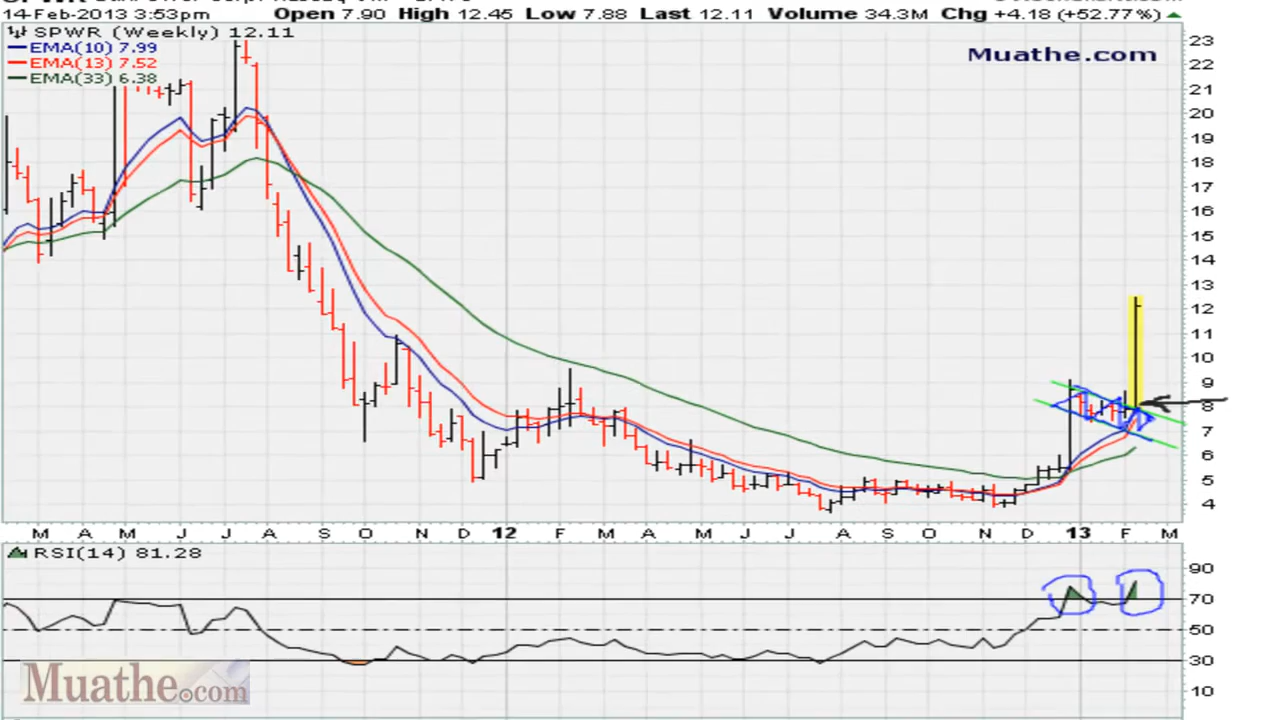 14-Feb-2013 3:53pm Open 7.90 High 12.45 Low 7.88 Last 12.11 Volume 34.3M Chg +4.18 (+52.77%)
SPWR (Weekly) 12.11
EMA(10) 7.99
EMA(13) 7.52
EMA(33) 6.38
Muathe.com
23
22
21
20
19
18
17
16
15
14
13
12
11
10
9
8
7
6
5
4
M A M J J A S O N D 12 F M A M J J A S O N D 13 F M
RSI(14) 81.28
90
70
50
30
10
Muathe.com